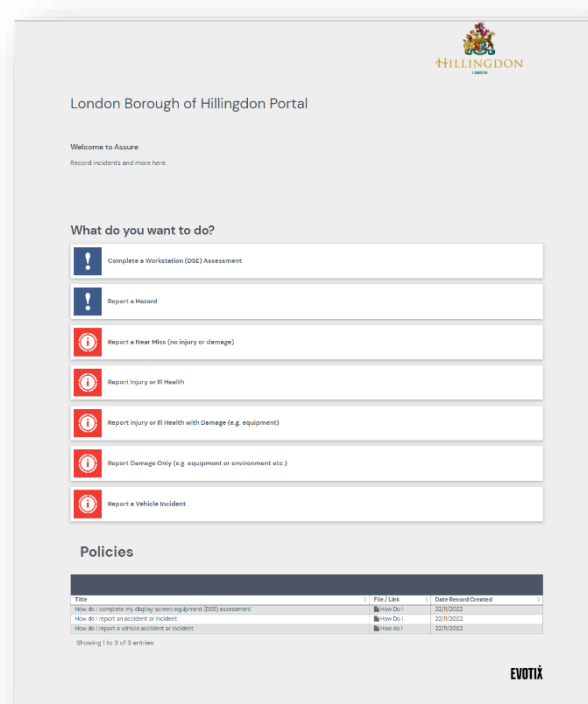 HILLINGDON
LONDON
London Borough of Hillingdon Portal
Welcome to Assure
Record incidents and more here.
What do you want to do?
Complete a Workstation (DSE) Assessment
Report a Hazard
Report a Near Miss (no injury or damage)
Report Injury or Ill Health
Report Injury or Ill Health with Damage (e.g. equipment)
Report Damage Only (e.g. equipment or environment etc.)
Report a Vehicle Incident
Policies
Title File / Link Date Record Created
How do I complete my display screen equipment (DSE) assessment How Do I 22/11/2022
How do I report an accident or incident How Do I 22/11/2022
How do I report a vehicle accident or incident How do I 22/11/2022
Showing 1 to 3 of 3 entries
EVOTIX